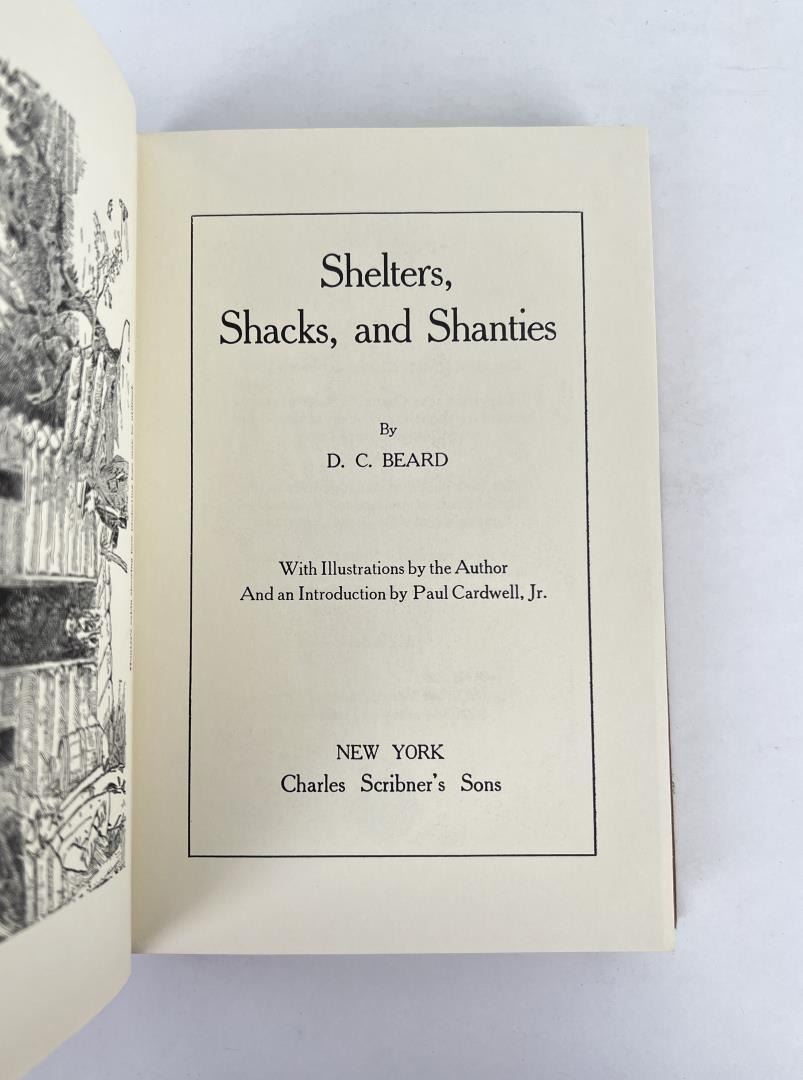 Shelters,
Shacks, and Shanties
By
D. C. BEARD
With Illustrations by the Author
And an Introduction by Paul Cardwell, Jr.
NEW YORK
Charles Scribner's Sons